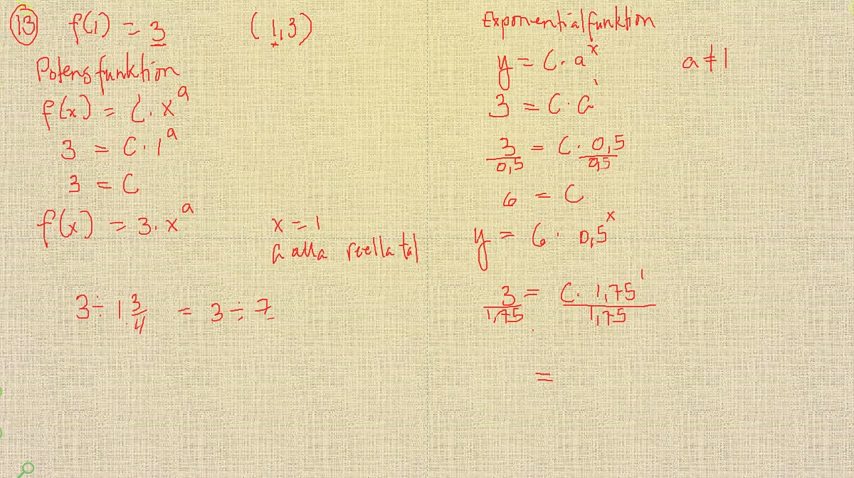 13 f(1) = 3 (1,3)
Potensfunktion
f(x) = C · x^a
3 = C · 1^a
3 = C
f(x) = 3 · x^a
x = 1
a alla reella tal
3 ÷ 1 3/4 = 3 ÷ 7
Exponentialfunktion
y = C · a^x a ≠ 1
3 = C · a^1
3/0,5 = C · 0,5/0,5
6 = C
y = 6 · 0,5^x
3/1,75 = C · 1,75^1/1,75
=